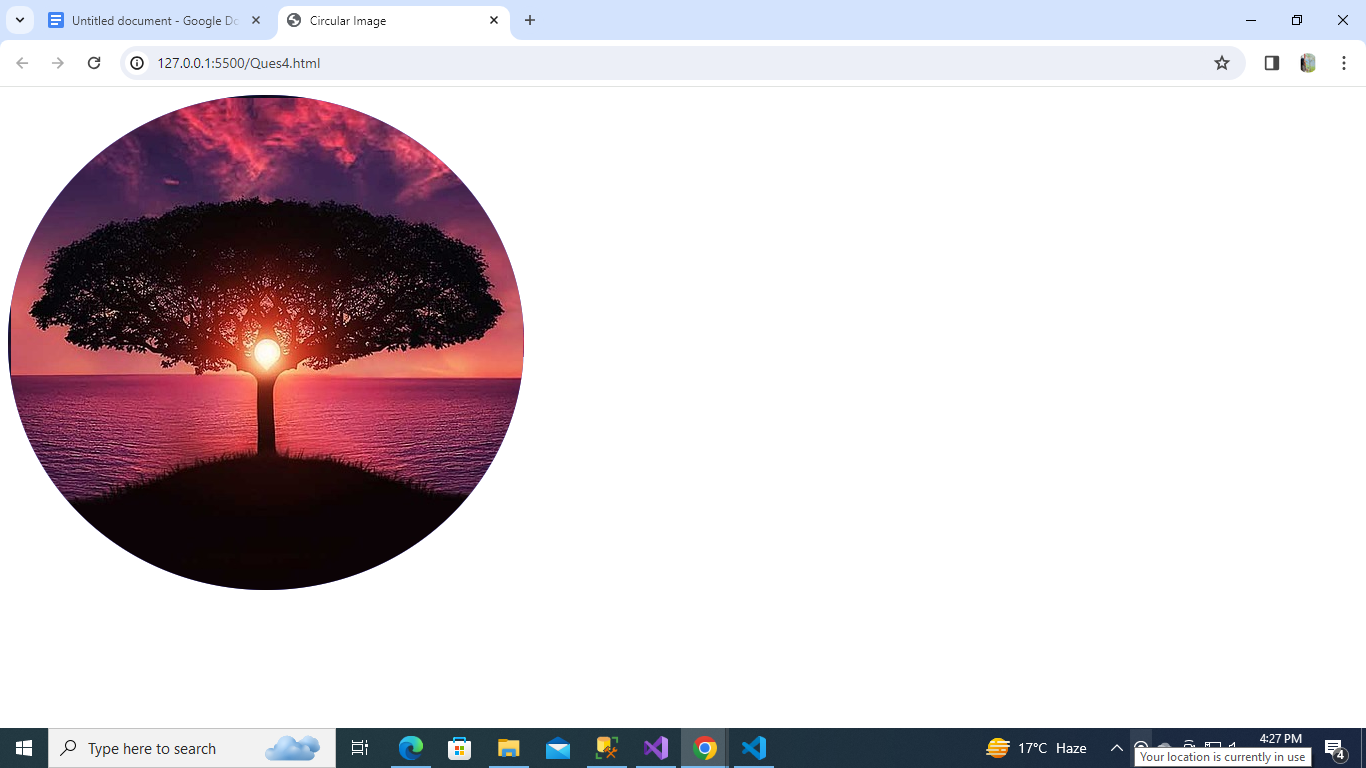 Untitled document - Google Do
Circular Image
127.0.0.1:5500/Ques4.html
Type here to search
17°C Haze
4:27 PM
4
Your location is currently in use